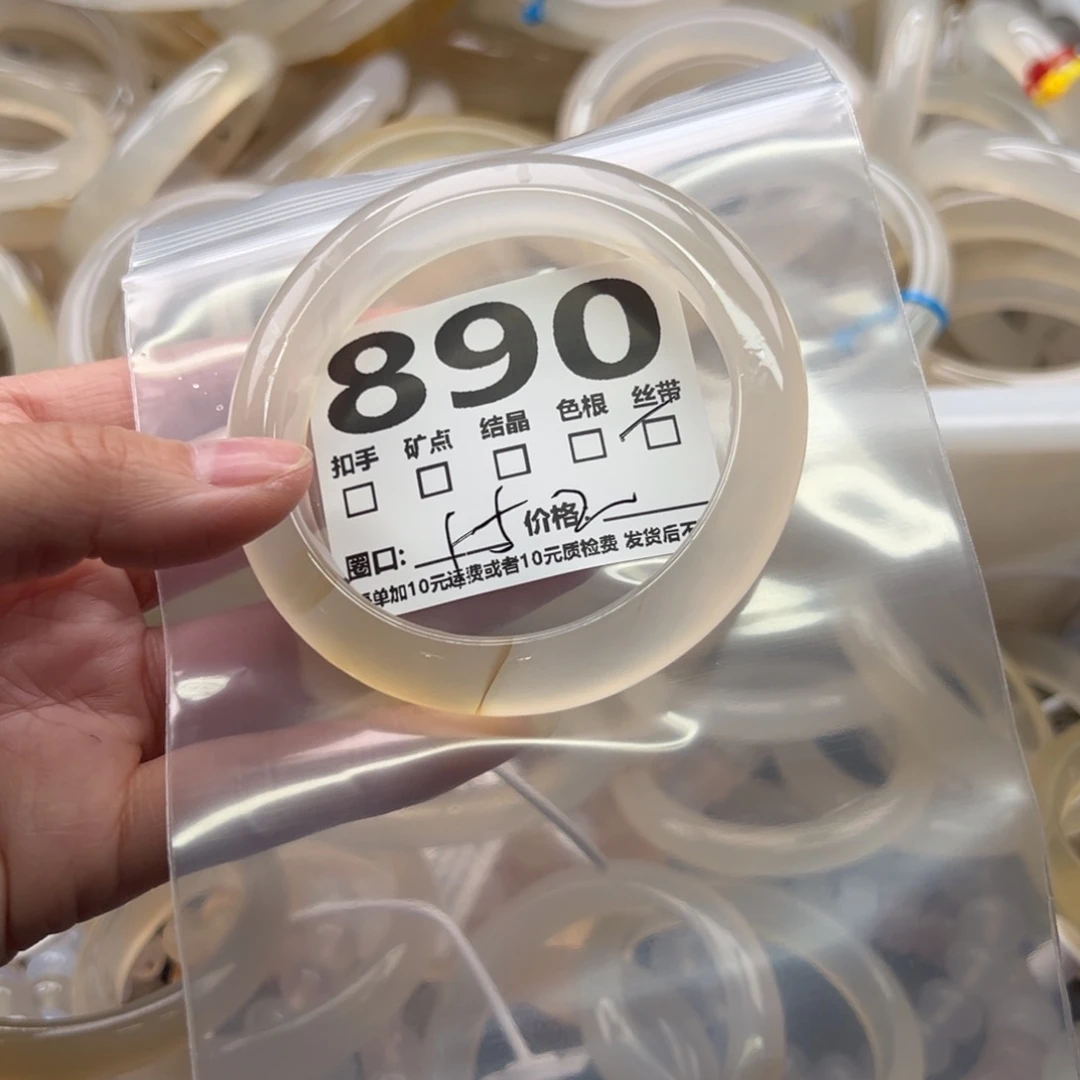 890
扣手 矿点 结晶 色根 丝带
圈口: 价格:
单加10元运费或者10元质检费 发货后不